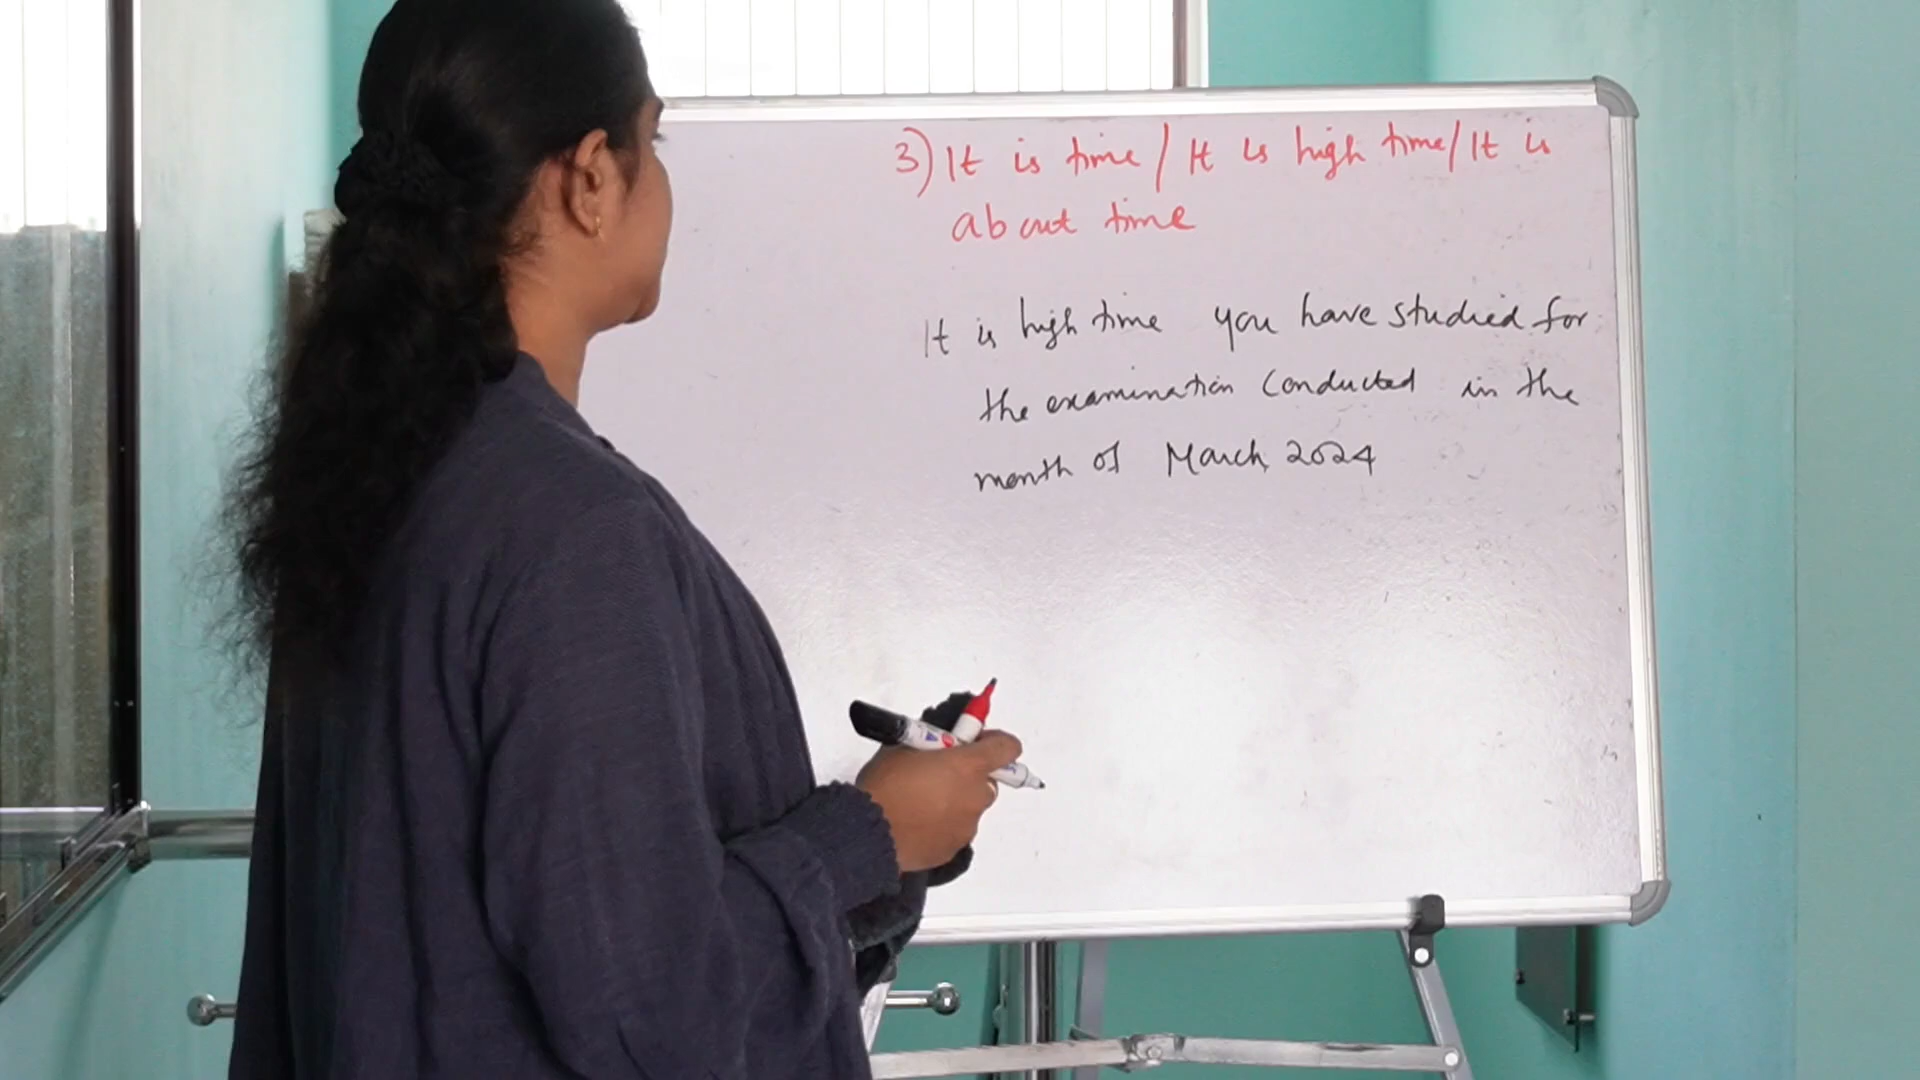 3) It is time / It is high time / It is
about time
It is high time you have studied for
the examination conducted in the
month of March 2024